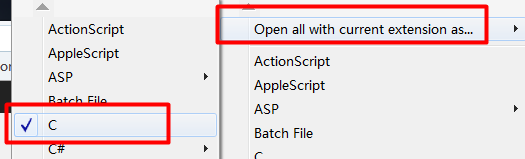 ActionScript
AppleScript
ASP
Batch File
C
C#
Open all with current extension as...
ActionScript
AppleScript
ASP
Batch File
C